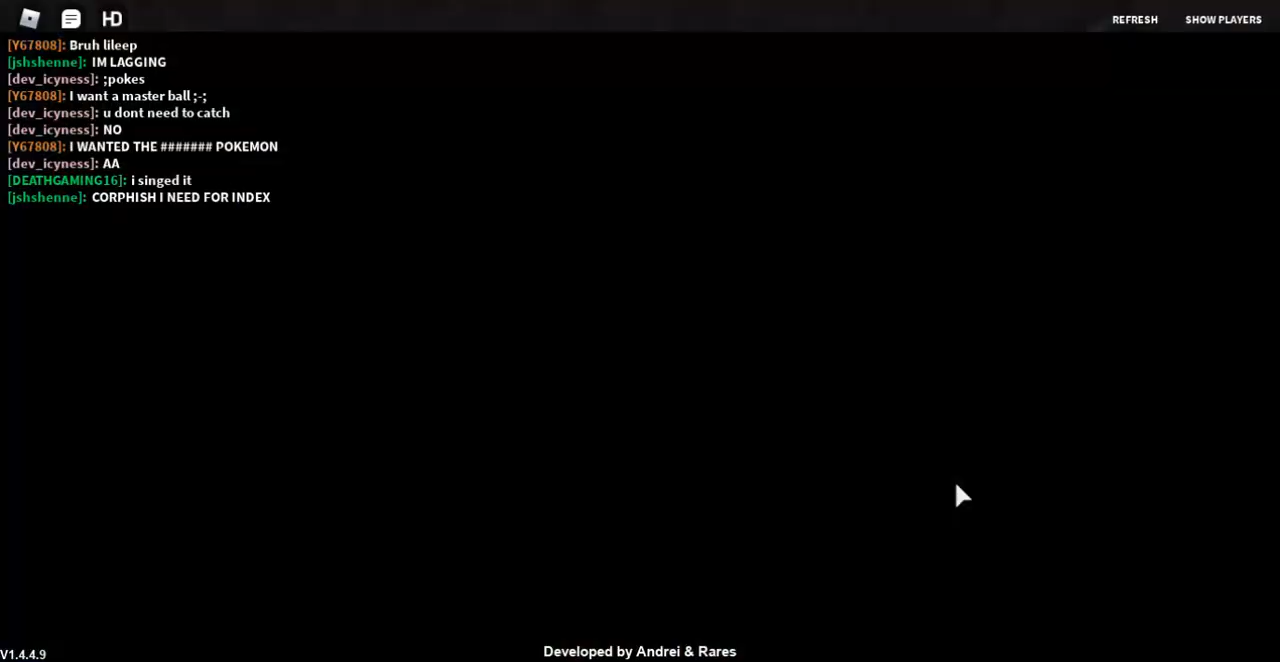 HD
REFRESH SHOW PLAYERS
[Y67808]: Bruh lileep
[jshshenne]: IM LAGGING
[dev_icyness]: ;pokes
[Y67808]: I want a master ball ;-;
[dev_icyness]: u dont need to catch
[dev_icyness]: NO
[Y67808]: I WANTED THE ####### POKEMON
[dev_icyness]: AA
[DEATHGAMING16]: i singed it
[jshshenne]: CORPHISH I NEED FOR INDEX
V1.4.4.9
Developed by Andrei & Rares